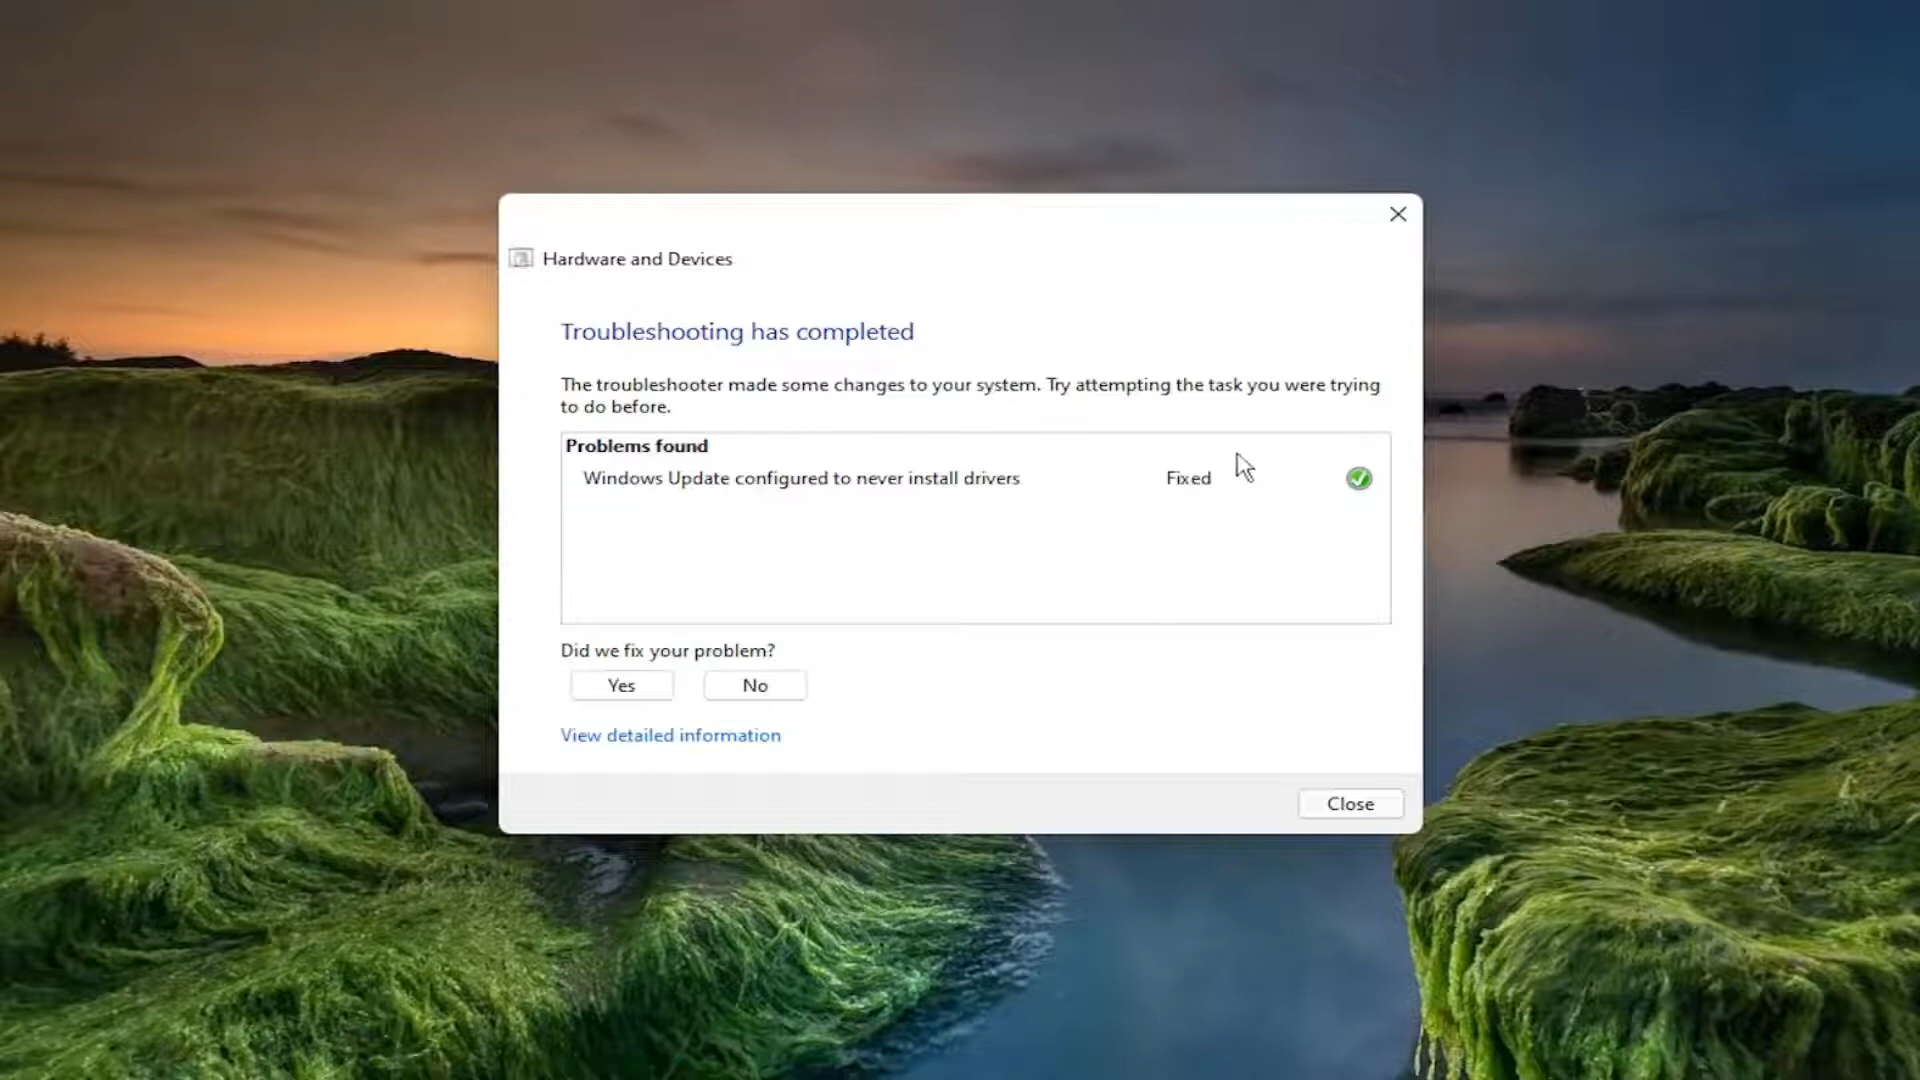 Hardware and Devices
Troubleshooting has completed
The troubleshooter made some changes to your system. Try attempting the task you were trying
to do before.
Problems found
Windows Update configured to never install drivers Fixed
Did we fix your problem?
Yes No
View detailed information
Close